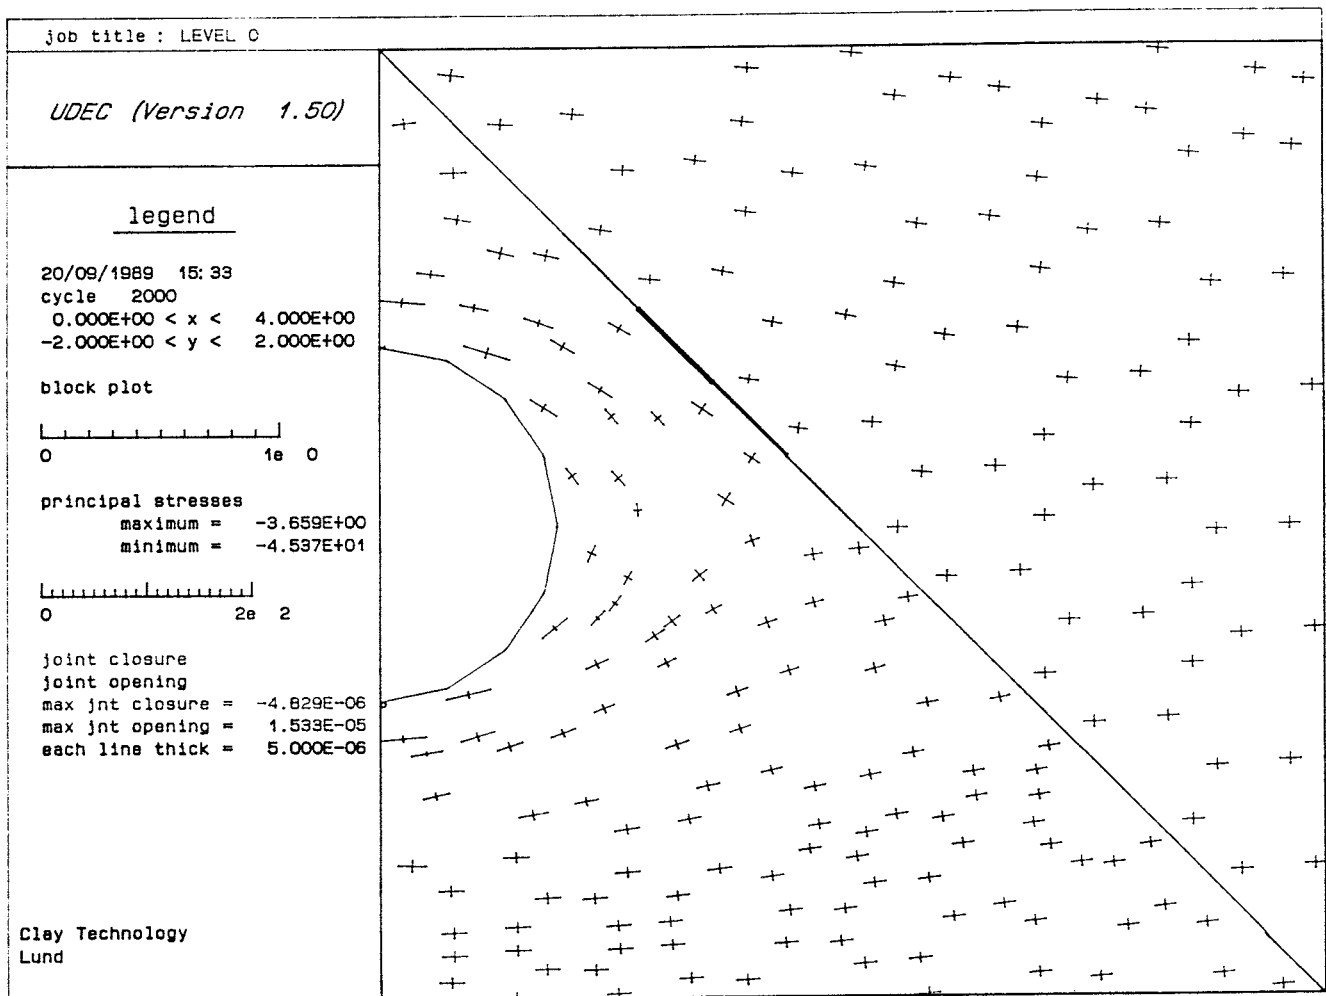 job title : LEVEL 0
UDEC (Version 1.50)
legend
20/09/1989 15:33
cycle 2000
0.000E+00 < x < 4.000E+00
-2.000E+00 < y < 2.000E+00
block plot
0 1e 0
principal stresses
maximum = -3.659E+00
minimum = -4.537E+01
0 2e 2
joint closure
joint opening
max jnt closure = -4.829E-06
max jnt opening = 1.533E-05
each line thick = 5.000E-06
Clay Technology
Lund